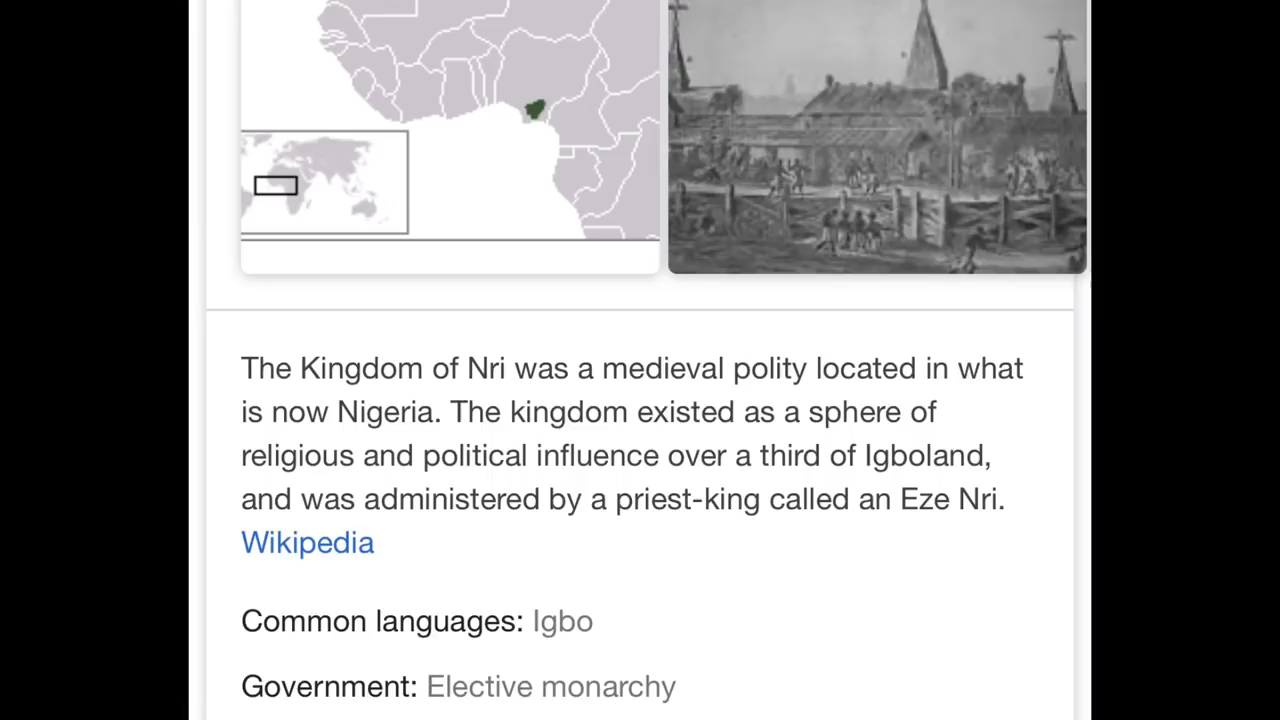 The Kingdom of Nri was a medieval polity located in what
is now Nigeria. The kingdom existed as a sphere of
religious and political influence over a third of Igboland,
and was administered by a priest-king called an Eze Nri.
Wikipedia
Common languages: Igbo
Government: Elective monarchy